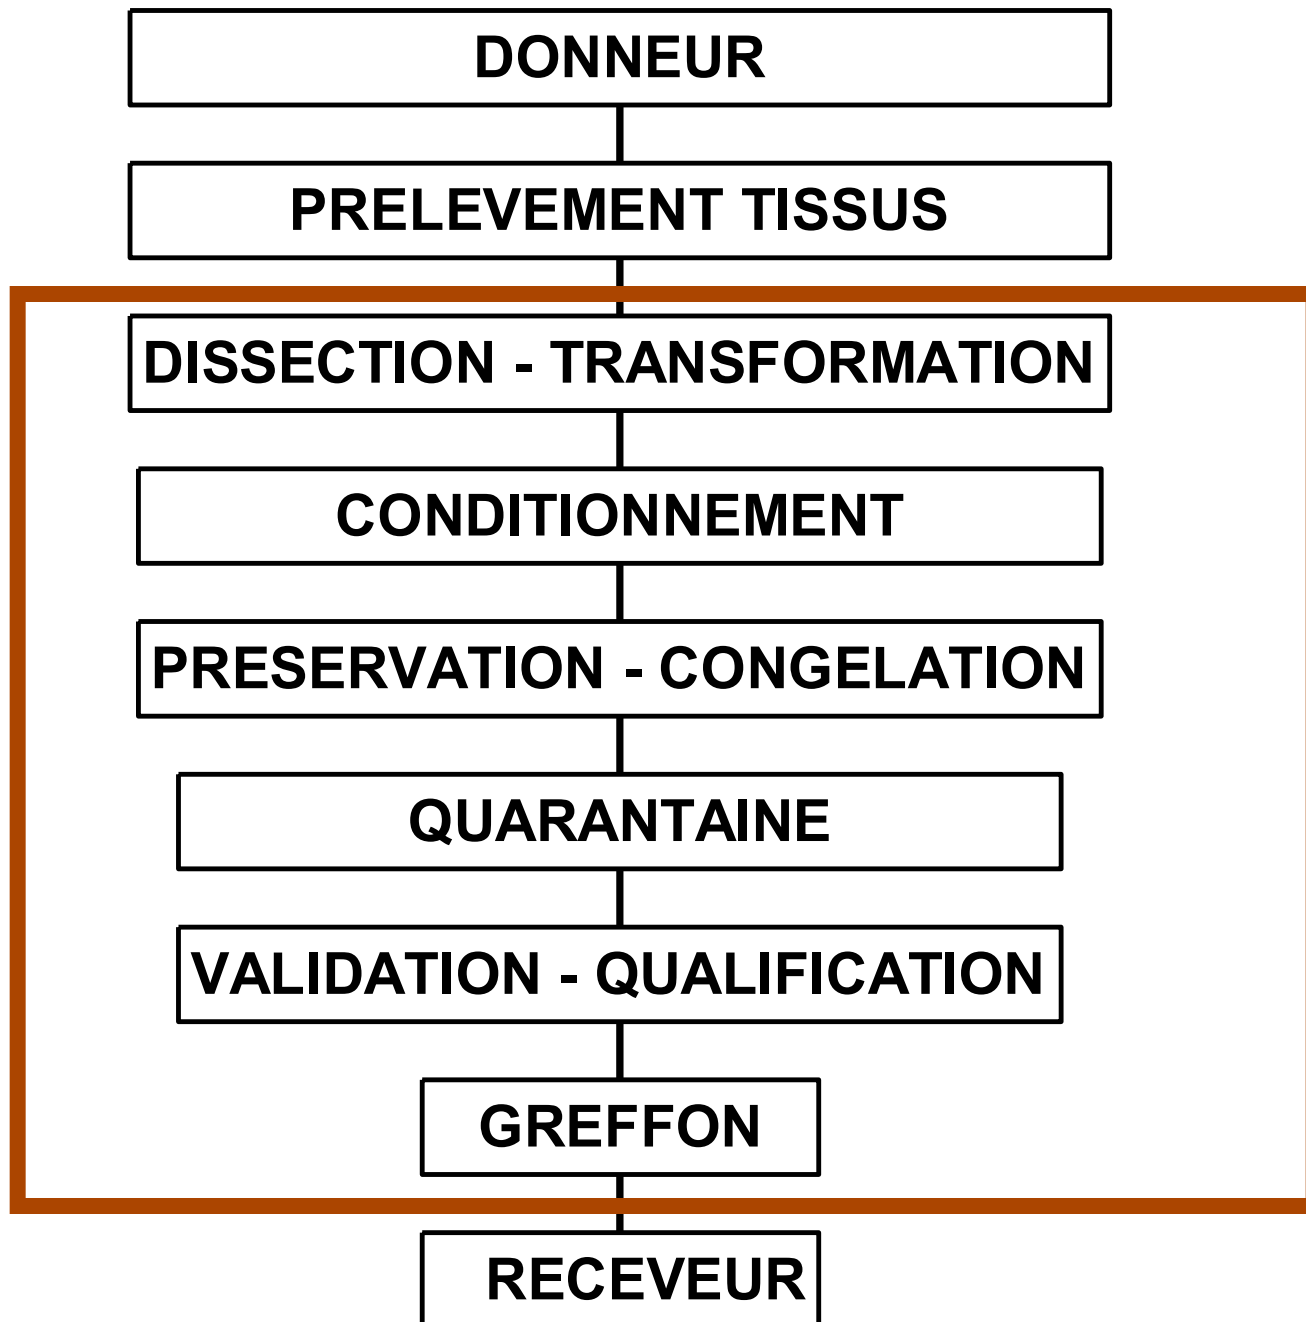 DONNEUR
PRELEVEMENT TISSUS
DISSECTION - TRANSFORMATION
CONDITIONNEMENT
PRESERVATION - CONGELATION
QUARANTAINE
VALIDATION - QUALIFICATION
GREFFON
RECEVEUR